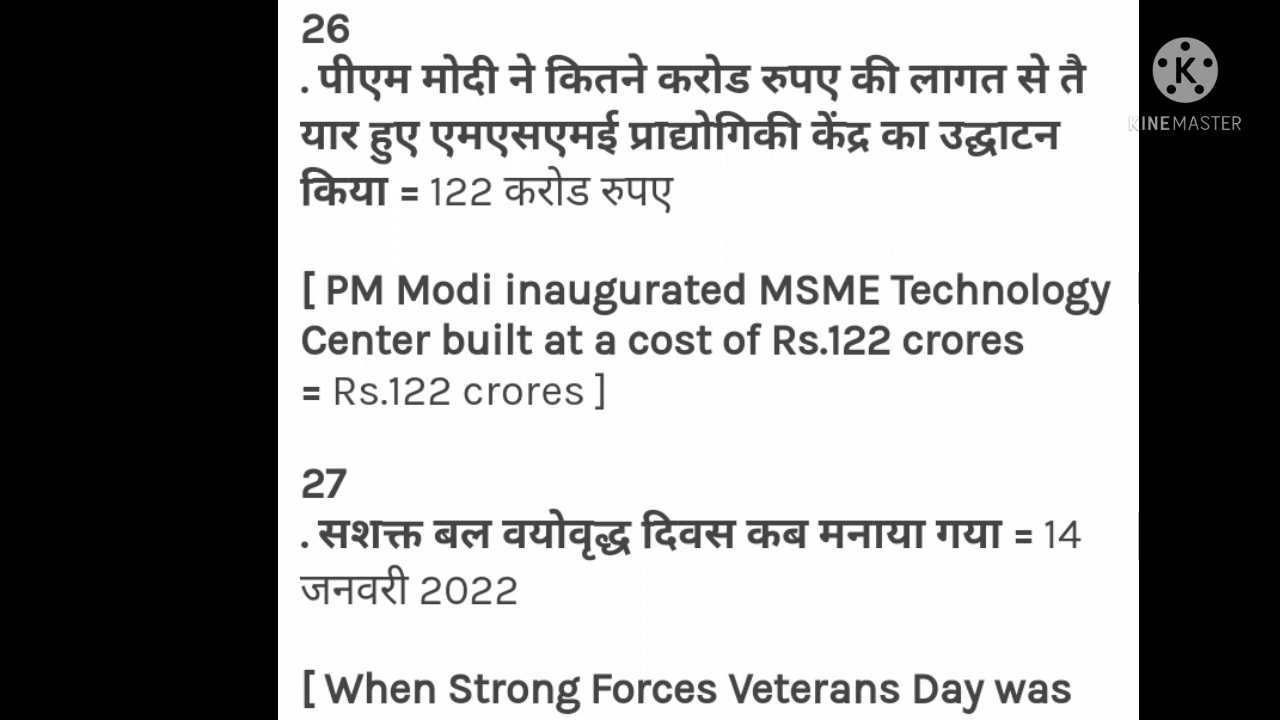 26
. पीएम मोदी ने कितने करोड रुपए की लागत से तै
यार हुए एमएसएमई प्राद्योगिकी केंद्र का उद्घाटन
किया = 122 करोड रुपए
[ PM Modi inaugurated MSME Technology
Center built at a cost of Rs.122 crores
= Rs.122 crores ]
27
. सशक्त बल वयोवृद्ध दिवस कब मनाया गया = 14
जनवरी 2022
[ When Strong Forces Veterans Day was
K
KINEMASTER